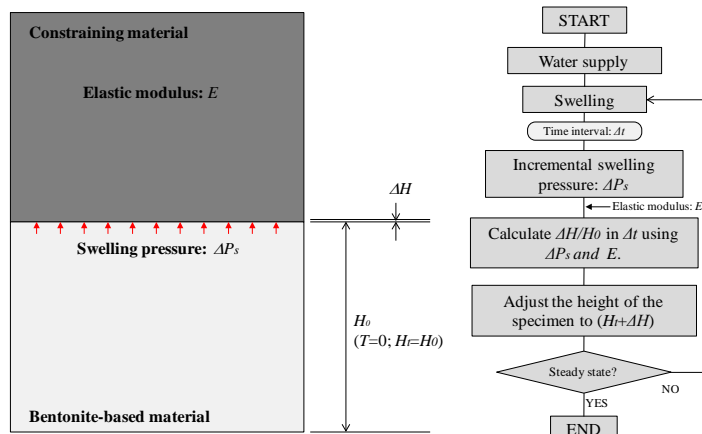 Constraining material
Elastic modulus: E
ΔH
Swelling pressure: ΔPs
H0
(T=0; Ht=H0)
Bentonite-based material
START
Water supply
Swelling
Time interval: Δt
Incremental swelling
pressure: ΔPs
Elastic modulus: E
Calculate ΔH/H0 in Δt using
ΔPs and E.
Adjust the height of the
specimen to (Ht+ΔH)
Steady state?
NO
YES
END